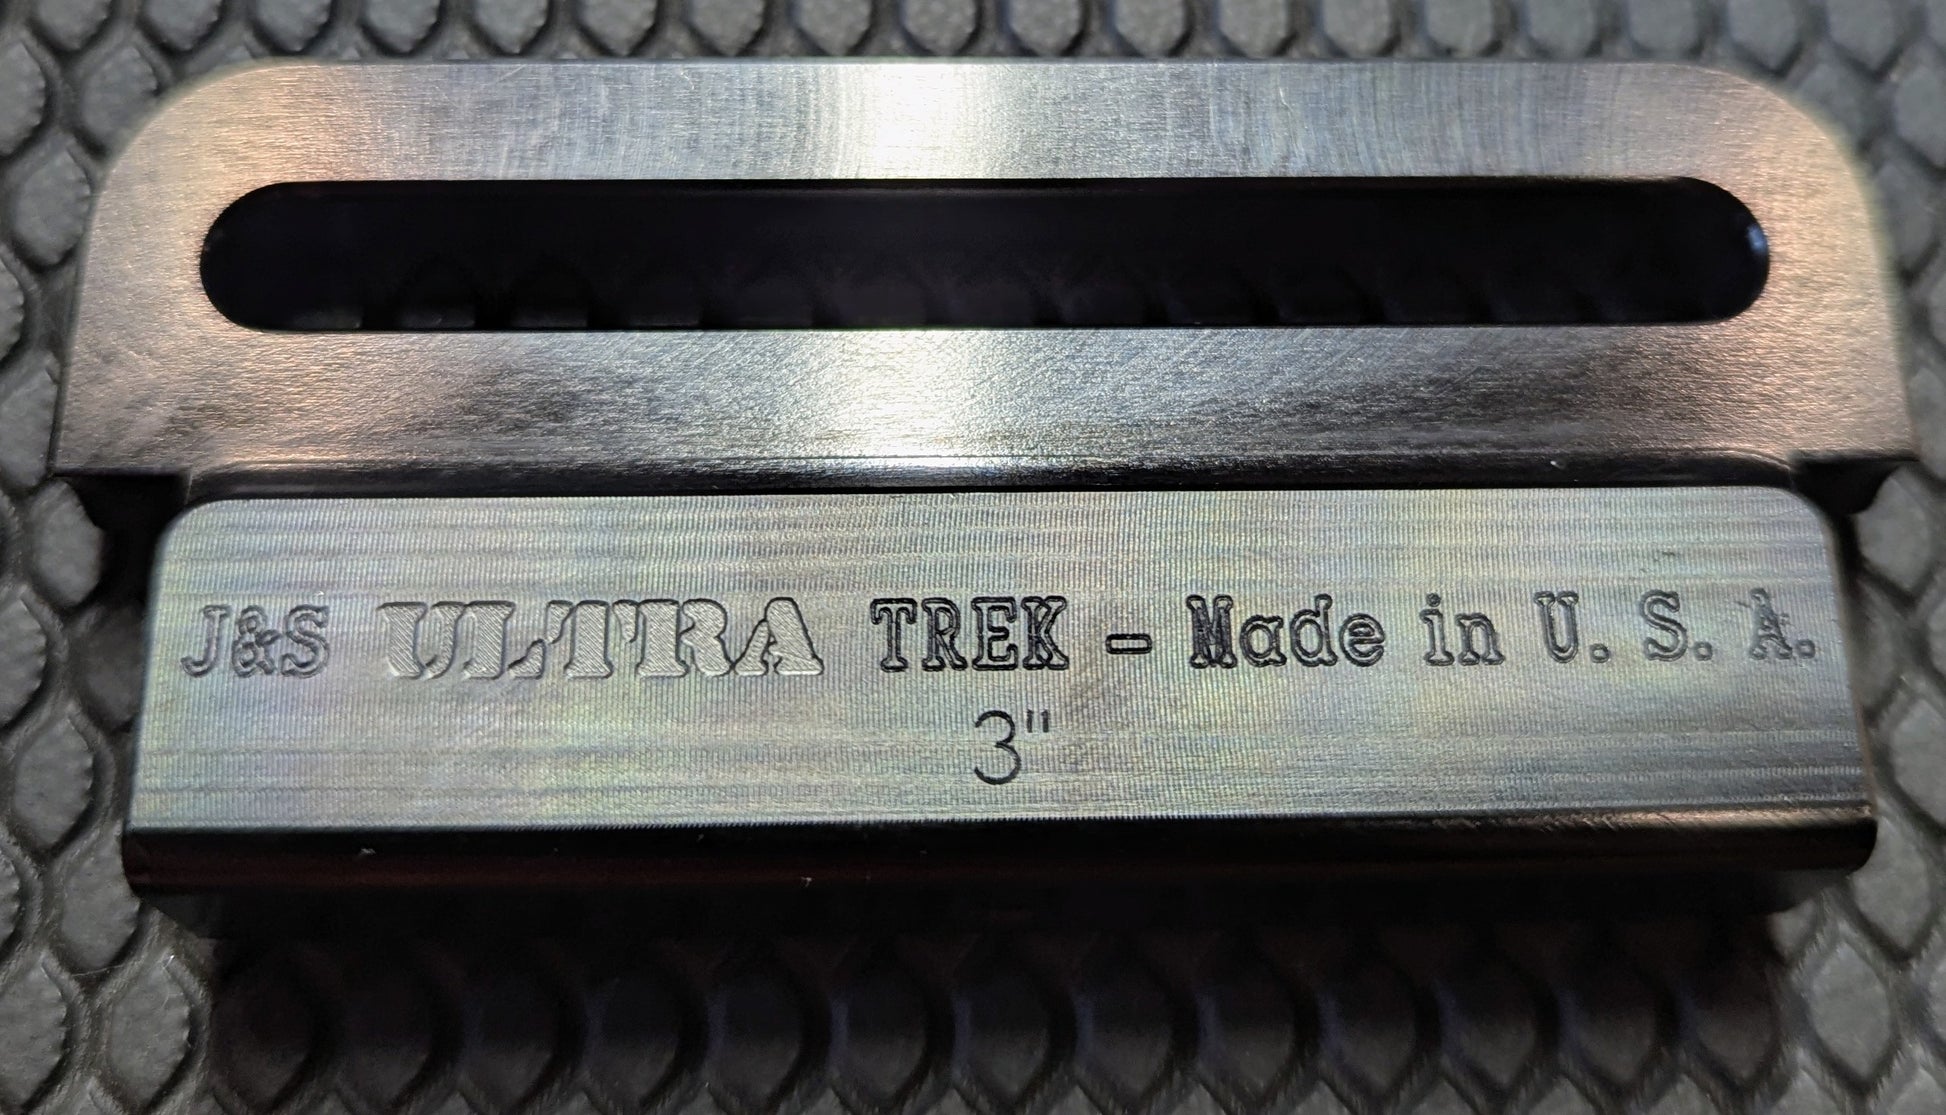 J&S ULTRA TREK - Made in U. S. A.
3"